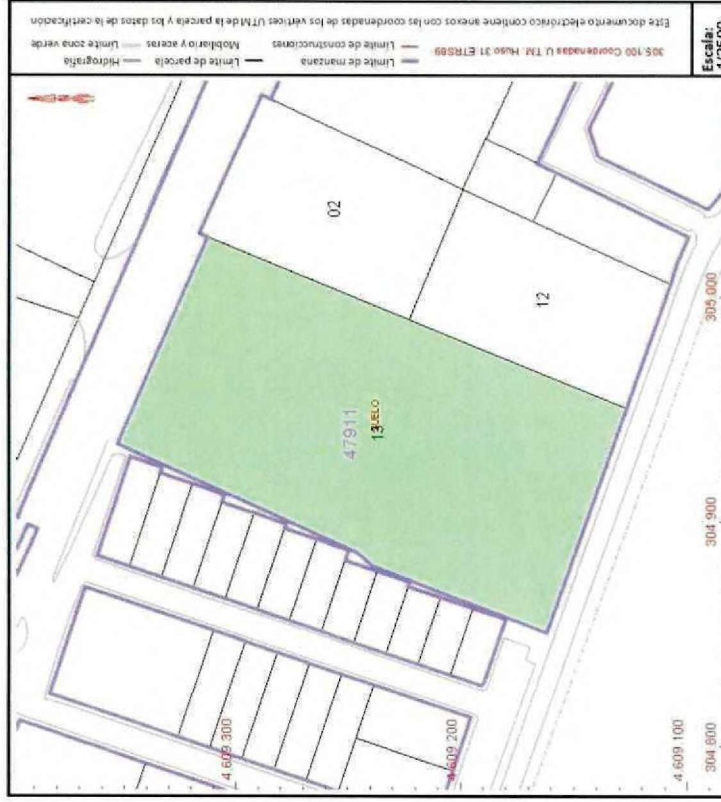 Este documento electrónico contiene anexos con las coordenadas de los vértices UTM de la parcela y los datos de la certificación
305.100 Coordenadas U.T.M. Huso 31 ETRS89
Límite de manzana
Límite de construcciones
Límite de parcela
Mobiliario y aceras
Hidrografía
Límite zona verde
Escala:
02
47911
13
12
4.609.300
4.609.200
4.609.100
304.800
304.900
305.000